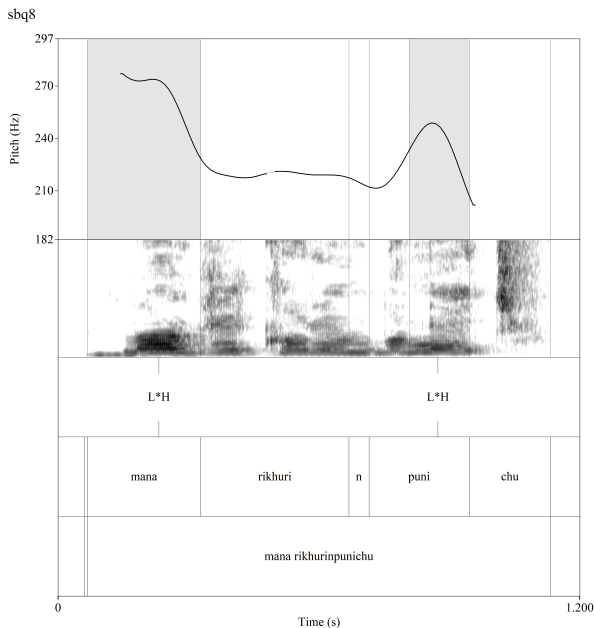 sbq8
297
270
240
210
182
Pitch (Hz)
L*H L*H
mana rikhuri n puni chu
mana rikhurinpunichu
0 1.200
Time (s)